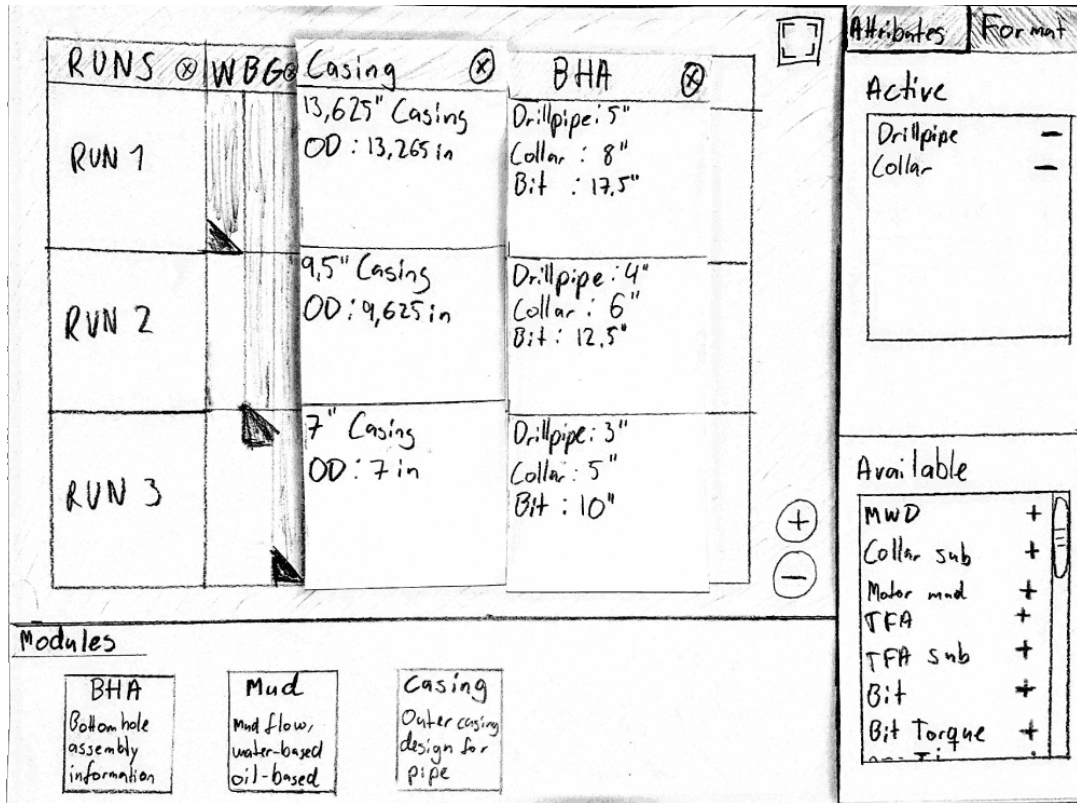 RUNS
WBG
Casing
BHA
RUN 1
13,625" Casing
OD : 13,265 in
Drillpipe: 5"
Collar : 8"
Bit : 17,5"
RUN 2
9,5" Casing
OD : 9,625 in
Drillpipe : 4"
Collar : 6"
Bit : 12,5"
RUN 3
7" Casing
OD : 7 in
Drillpipe: 3"
Collar : 5"
Bit : 10"
Modules
BHA
Bottom hole
assembly
information
Mud
Mud flow,
water-based
oil-based
Casing
Outer casing
design for
pipe
Attributes
Format
Active
Drillpipe -
Collar -
Available
MWD +
Collar sub +
Motor mud +
TFA +
TFA sub +
Bit +
Bit Torque +